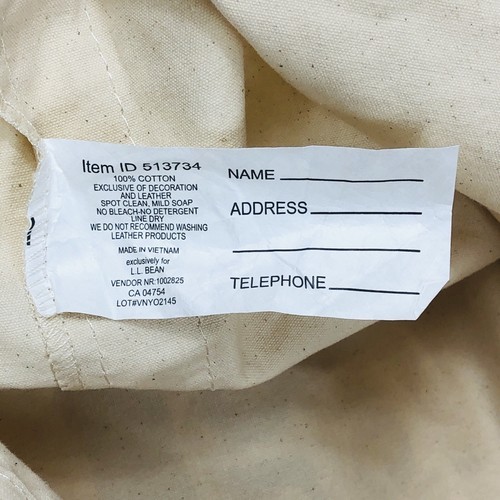 Item ID 513734
100% COTTON
EXCLUSIVE OF DECORATION
AND LEATHER
SPOT CLEAN, MILD SOAP
NO BLEACH-NO DETERGENT
LINE DRY
WE DO NOT RECOMMEND WASHING
LEATHER PRODUCTS
MADE IN VIETNAM
exclusively for
L.L. BEAN
VENDOR NR:1002825
CA 04754
LOT#VNYO2145
NAME
ADDRESS
TELEPHONE